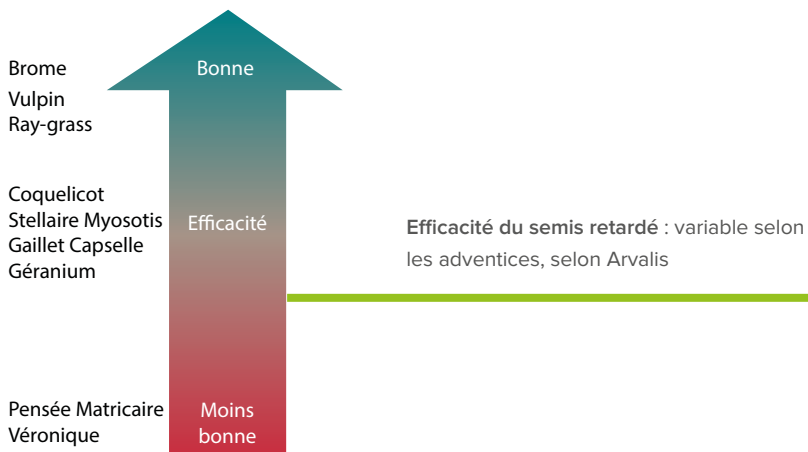 Brome
Vulpin
Ray-grass
Coquelicot
Stellaire Myosotis
Gaillet Capselle
Géranium
Pensée Matricaire
Véronique
Bonne
Efficacité
Moins
bonne
Efficacité du semis retardé : variable selon
les adventices, selon Arvalis